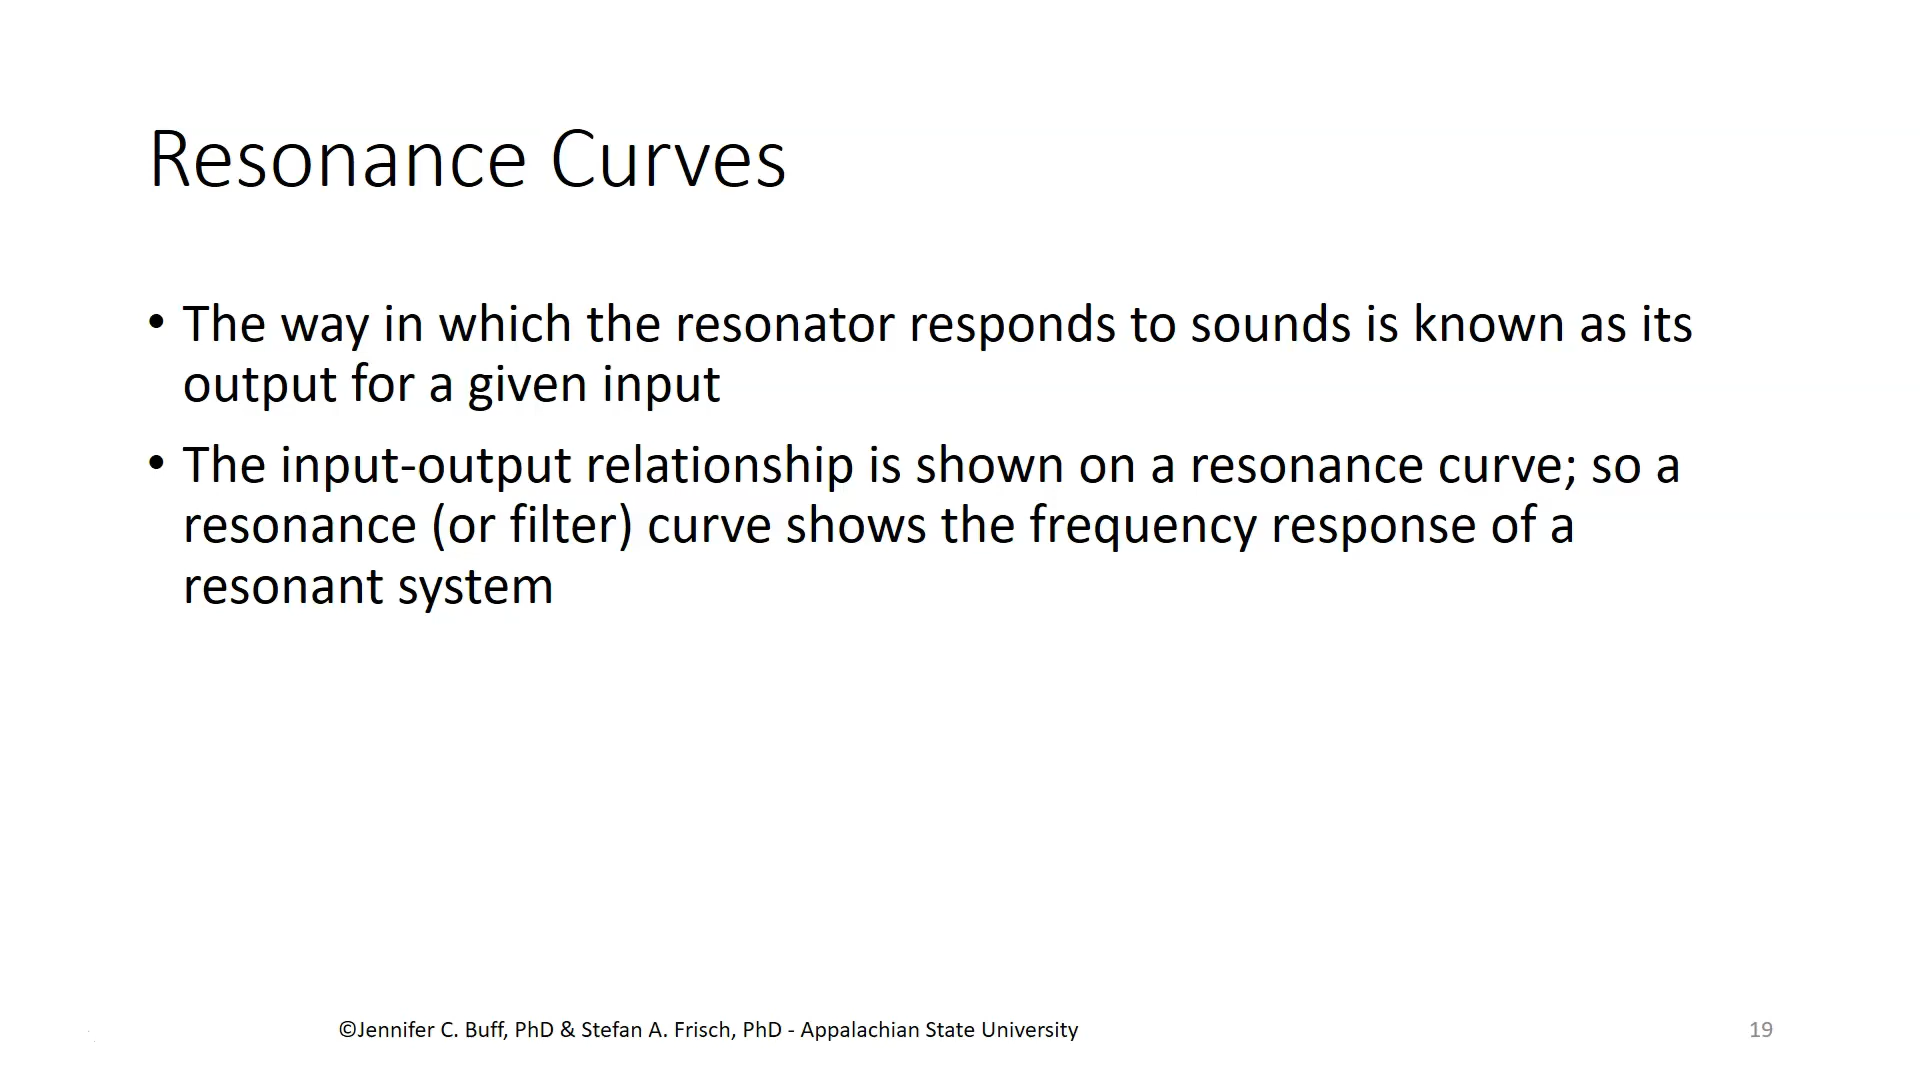 Resonance Curves
• The way in which the resonator responds to sounds is known as its
output for a given input
• The input-output relationship is shown on a resonance curve; so a
resonance (or filter) curve shows the frequency response of a
resonant system
©Jennifer C. Buff, PhD & Stefan A. Frisch, PhD - Appalachian State University
19